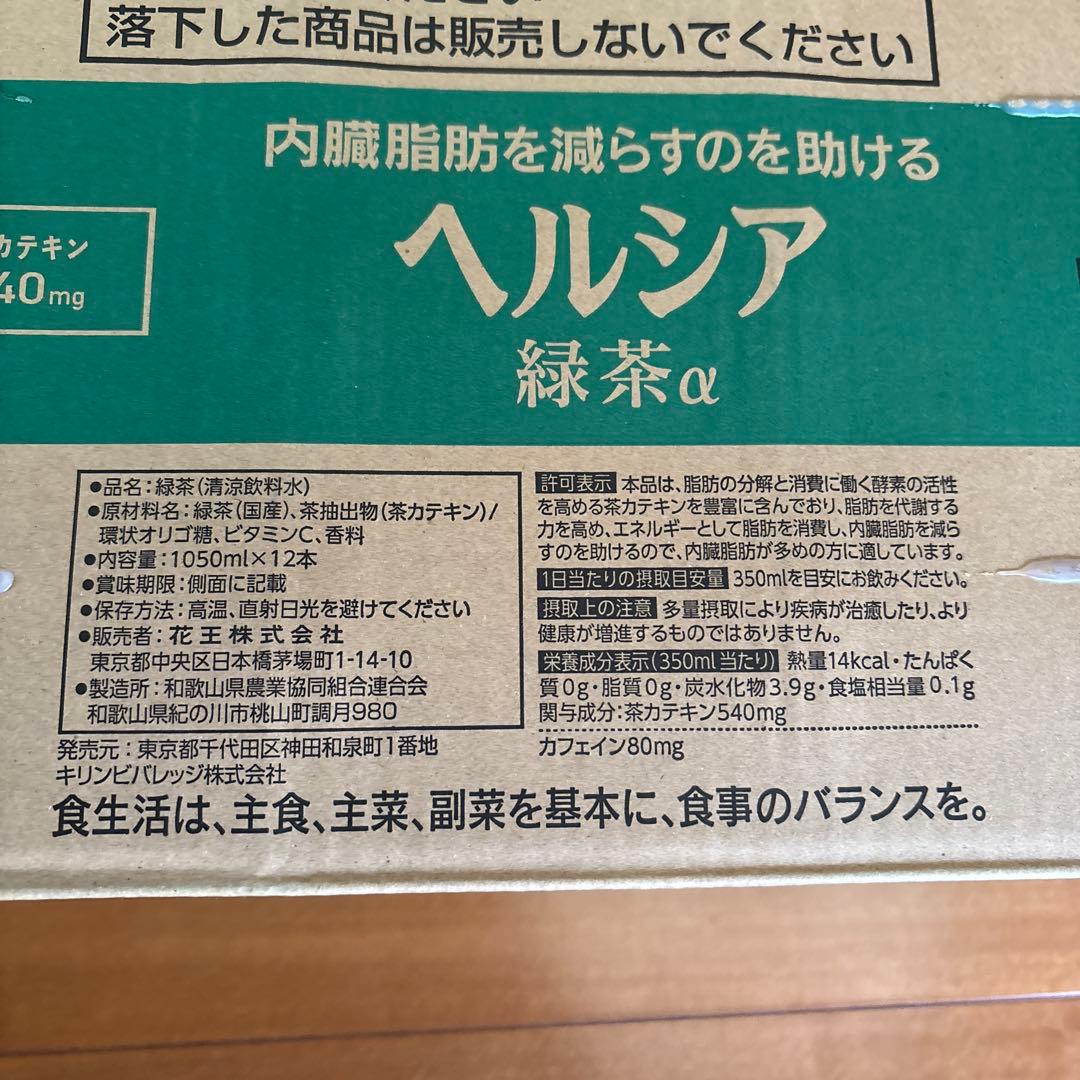 落下した商品は販売しないでください
内臓脂肪を減らすのを助ける
カテキン
40mg
ヘルシア
緑茶α
●品名:緑茶(清涼飲料水)
●原材料名:緑茶(国産)、茶抽出物(茶カテキン)/
環状オリゴ糖、ビタミンC、香料
●内容量:1050ml×12本
●賞味期限:側面に記載
●保存方法:高温、直射日光を避けてください
●販売者:花王株式会社
東京都中央区日本橋茅場町1-14-10
●製造所:和歌山県農業協同組合連合会
和歌山県紀の川市桃山町調月980
発売元:東京都千代田区神田和泉町1番地
キリンビバレッジ株式会社
許可表示 本品は、脂肪の分解と消費に働く酵素の活性
を高める茶カテキンを豊富に含んでおり、脂肪を代謝する
力を高め、エネルギーとして脂肪を消費し、内臓脂肪を減ら
すのを助けるので、内臓脂肪が多めの方に適しています。
1日当たりの摂取目安量 350mlを目安にお飲みください。
摂取上の注意 多量摂取により疾病が治癒したり、より
健康が増進するものではありません。
栄養成分表示(350ml当たり) 熱量14kcal・たんぱく
質0g・脂質0g・炭水化物3.9g・食塩相当量0.1g
関与成分:茶カテキン540mg
カフェイン80mg
食生活は、主食、主菜、副菜を基本に、食事のバランスを。